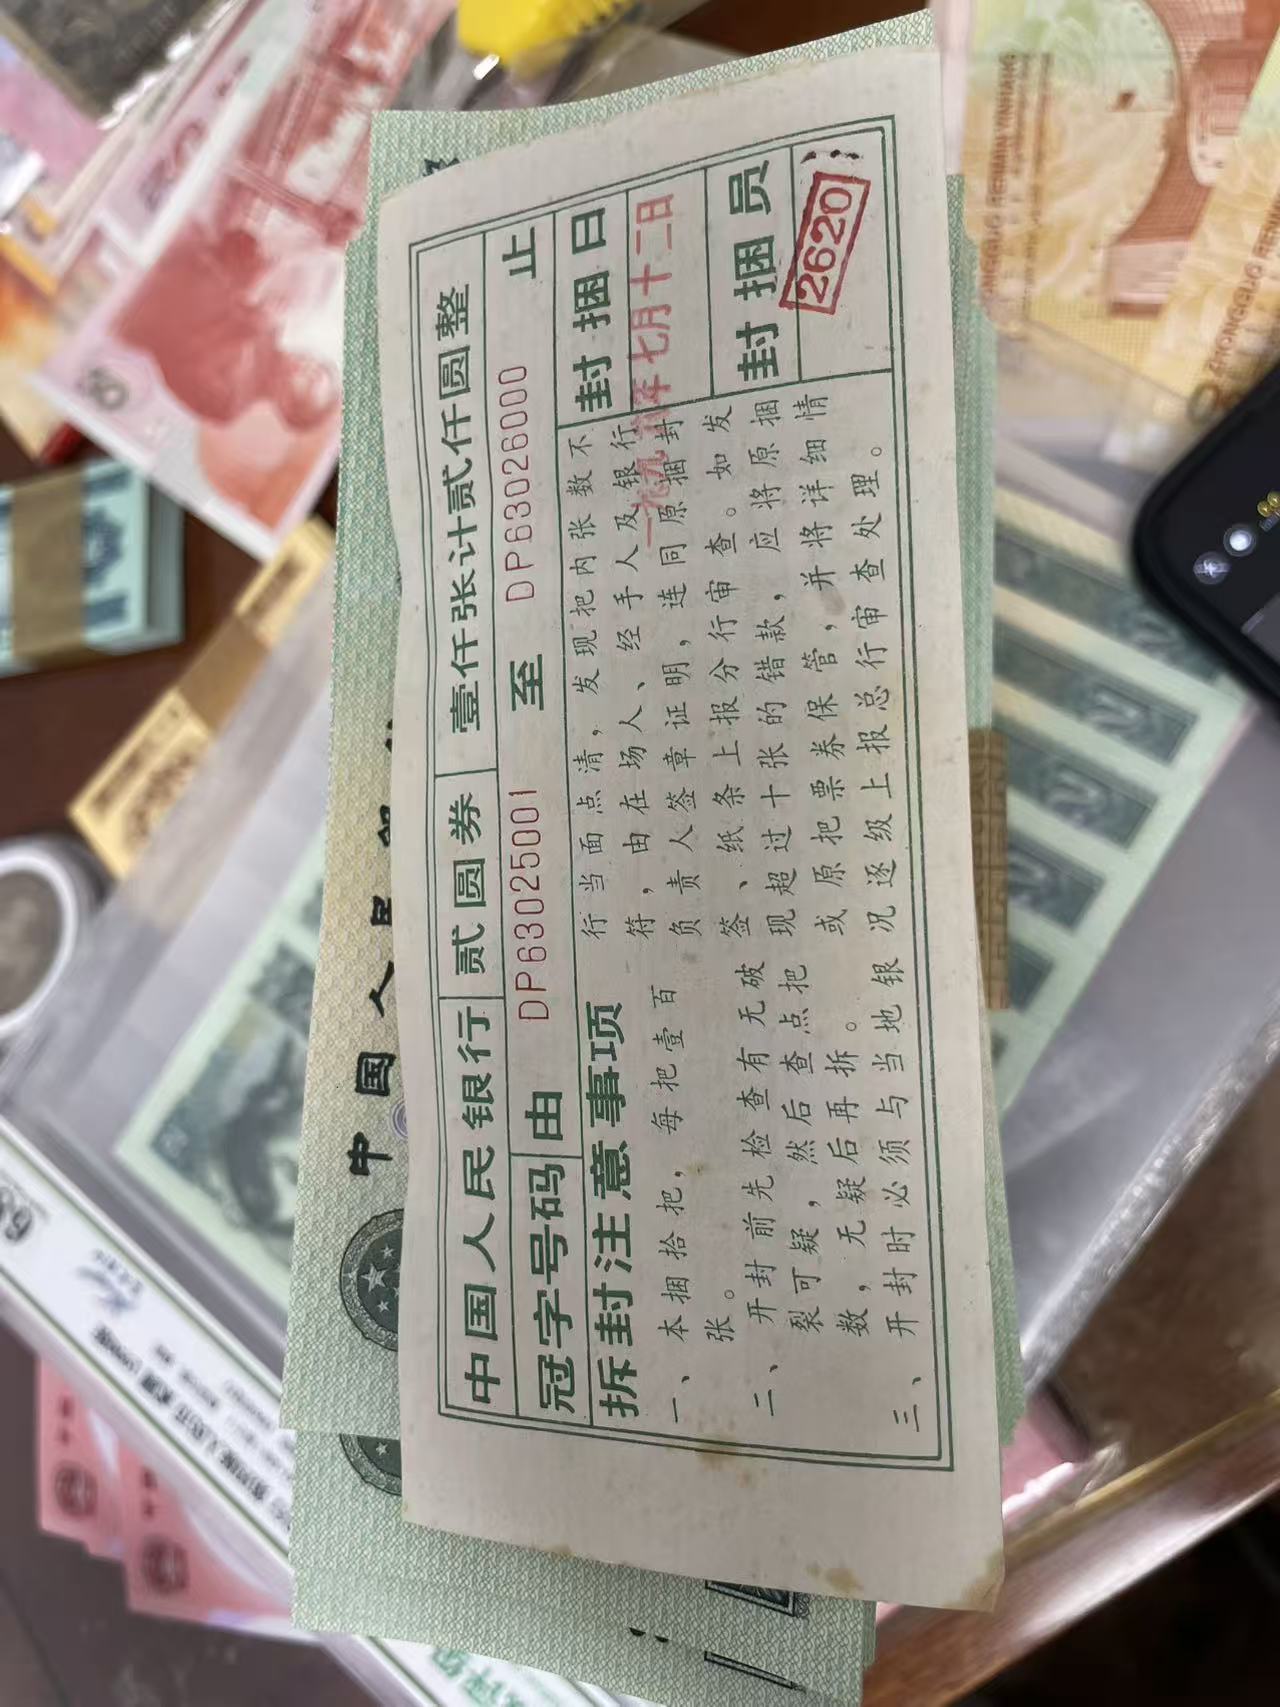 中国人民银行 贰圆券 壹仟张计贰仟圆整
冠字号码 由 DP63025001 至 DP63026000 止
拆封注意事项
一、本捆拾把，每把壹百
张。
二、开封前先检查有无破
裂可疑，然后查点把
数，无疑后再拆。
三、开封时必须与当地银
行当面点清，发现把内张数不
符，由在场人、经手人及银行
负责人签章证明，连同原捆封
签、纸条上报分行审查。如发
现超过十张的错款，应将原捆
或原把票券保管，并将详细情
况逐级上报总行审查处理。
封捆日
年七月十二日
封捆员
2620
中国人民